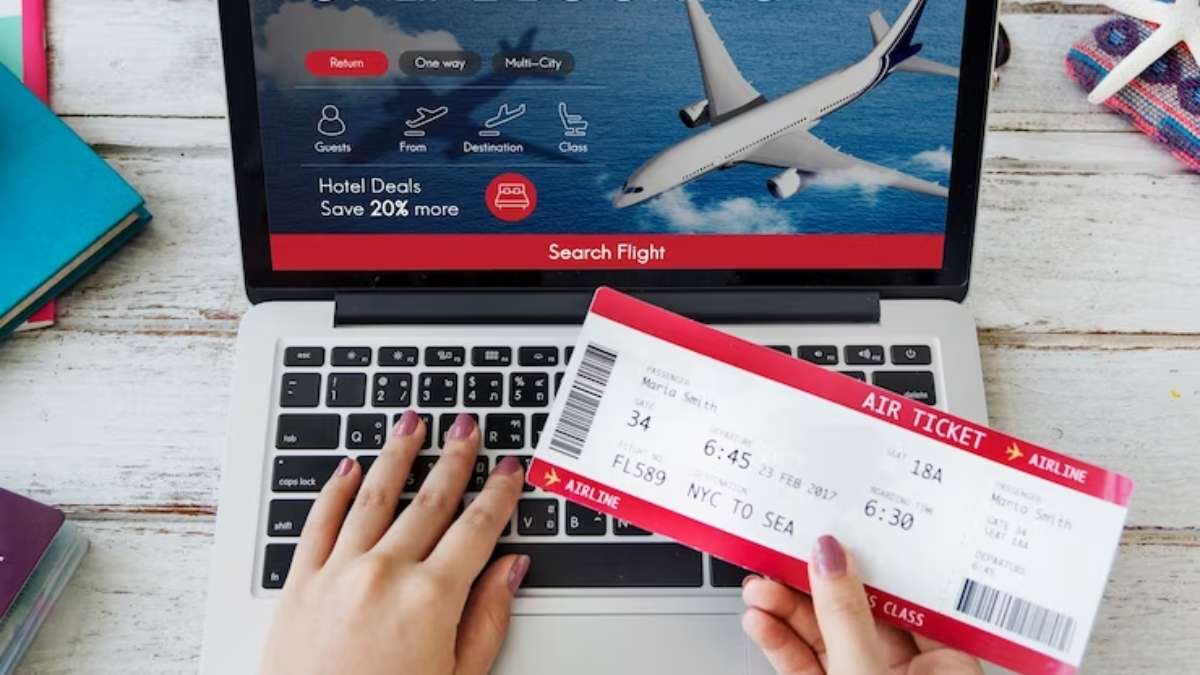 Return
One way
Multi-City
Guests
From
Destination
Class
Hotel Deals
Save 20% more
Search Flight
esc
tab
caps lock
shift
fn
delete
Q
R
S
V
B
N
AIR TICKET
AIRLINE
PASSENGER
Maria Smith
GATE
34
FLIGHT NO.
FL589
DEPARTURE
6:45 23 FEB 2017
DESTINATION
NYC TO SEA
SEAT
18A
BOARDING TIME
6:30
PASSENGER
Maria Smith
GATE 34
SEAT 18A
DEPARTURE
6:45
AIRLINE
CLASS